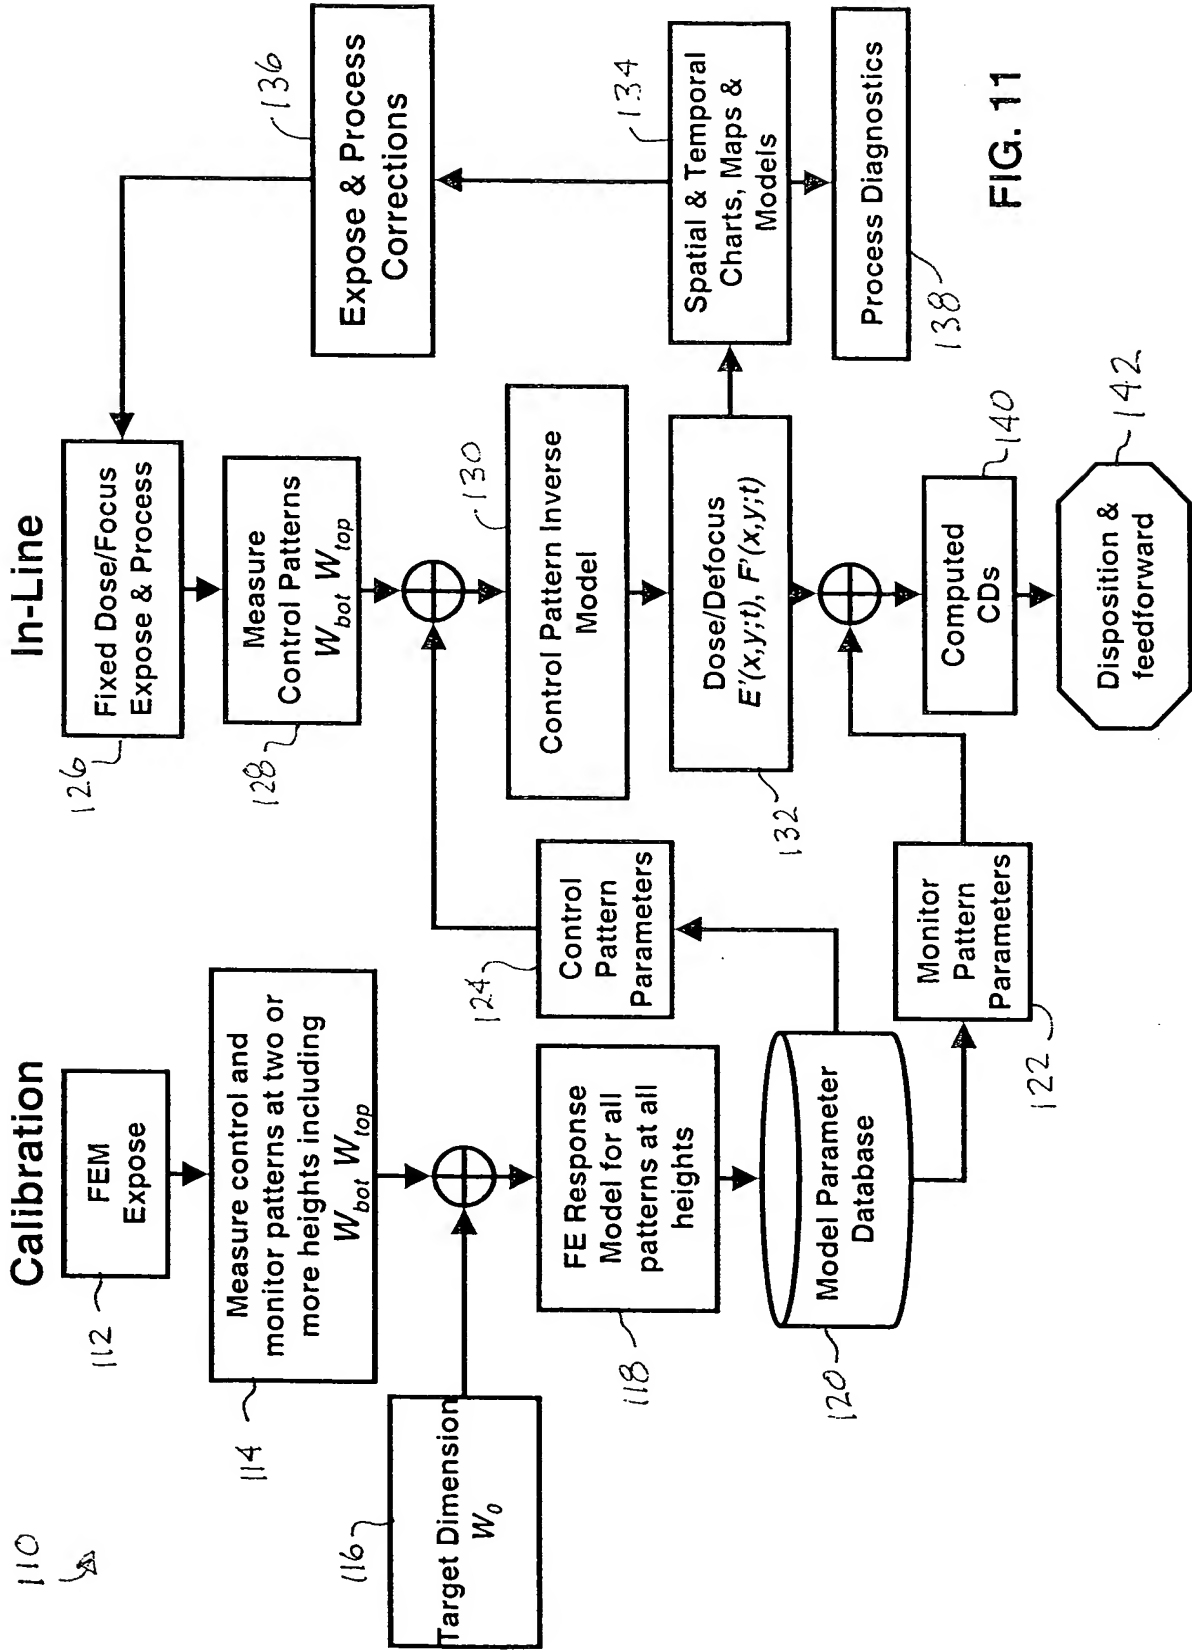 110
Calibration
FEM
Expose
112
Measure control and
monitor patterns at two or
more heights including
W_bot W_top
114
Target Dimension
W_0
116
FE Response
Model for all
patterns at all
heights
118
Model Parameter
Database
120
Control
Pattern
Parameters
124
Monitor
Pattern
Parameters
122
In-Line
Fixed Dose/Focus
Expose & Process
126
Measure
Control Patterns
W_bot W_top
128
Control Pattern Inverse
Model
130
Dose/Defocus
E'(x,y;t), F'(x,y;t)
132
Computed
CDs
140
Disposition &
feedforward
142
Expose & Process
Corrections
136
Spatial & Temporal
Charts, Maps &
Models
134
Process Diagnostics
138
FIG. 11